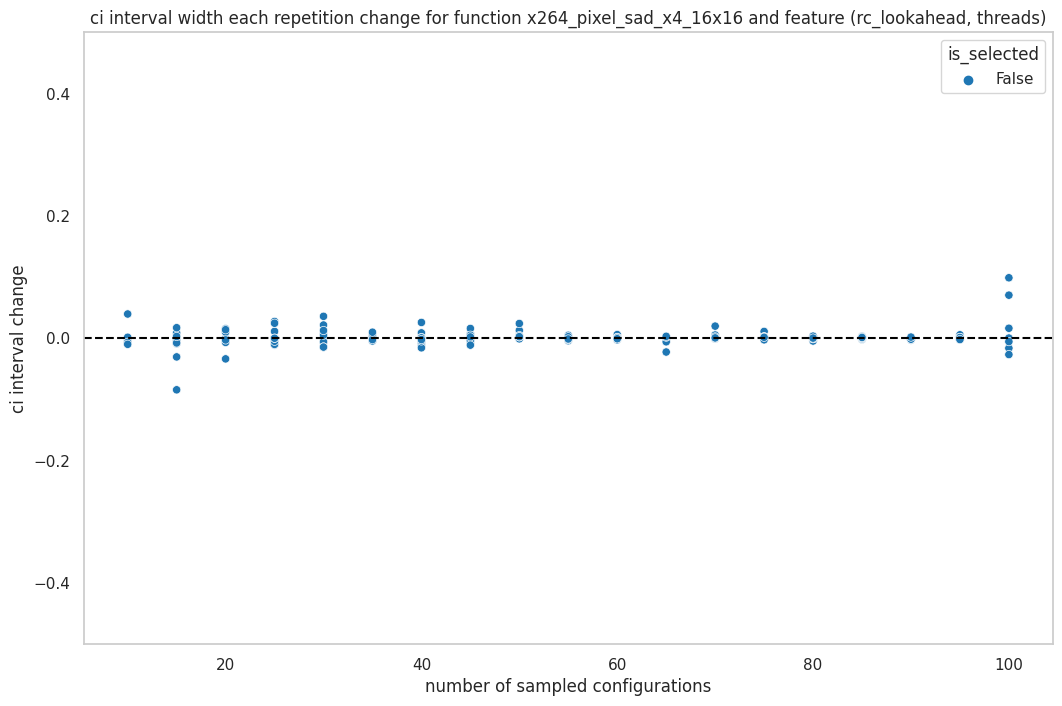 ci interval width each repetition change for function x264_pixel_sad_x4_16x16 and feature (rc_lookahead, threads)
is_selected
False
0.4
0.2
0.0
−0.2
−0.4
ci interval change
20 40 60 80 100
number of sampled configurations